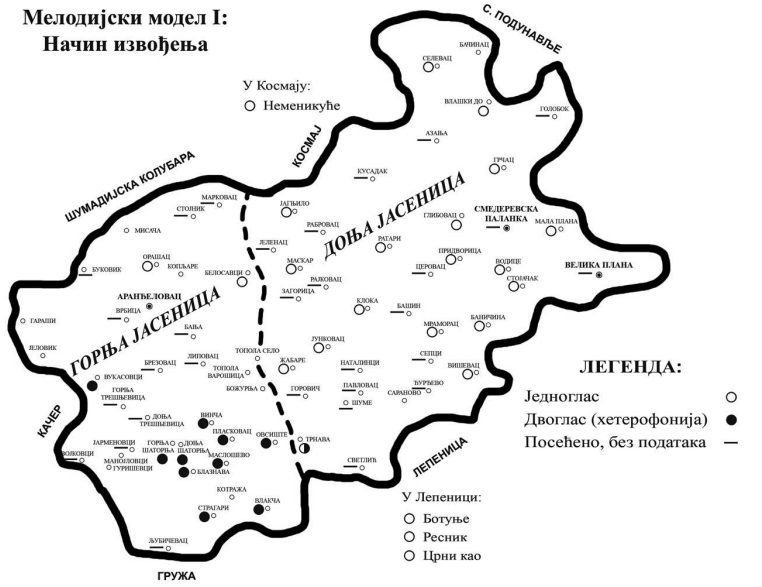 Мелодијски модел I:
Начин извођења
С. ПОДУНАВЉЕ
БАЧИНАЦ
СЕЛЕВАЦ
У Космају:
Неменикуће
ВЛАШКИ ДО
ГОЛОБОК
КОСМАЈ
АЗАЊА
ГРЧАЦ
КУСАДАК
ШУМАДИЈСКА КОЛУБАРА
МАРКОВАЦ
СТОЈНИК
ЈАГЊИЛО
ДОЊА ЈАСЕНИЦА
ГЛИБОВАЦ
СМЕДЕРЕВСКА
ПАЛАНКА
МАЛА ПЛАНА
МИСАЧА
РАБРОВАЦ
ЈЕЛЕНАЦ
РАТАРИ
ОРАШАЦ
КОПЉАРЕ
БУКОВИК
БЕЛОСАВЦИ
МАСКАР
ПРИДВОРИЦА
ВОДИЦЕ
ВЕЛИКА ПЛАНА
ЦЕРОВАЦ
СТОЈАЧАК
РАЈКОВАЦ
ЗАГОРИЦА
АРАНЂЕЛОВАЦ
ГОРЊА ЈАСЕНИЦА
ВРБИЦА
КЛОКА
БАШИН
ГАРАШИ
БАЊА
МРАМОРАЦ
БАНИЧИНА
ЈЕЛОВИК
ЈУНКОВАЦ
ТОПОЛА СЕЛО
ЖАБАРЕ
НАТАЛИНЦИ
СЕПЦИ
ВИШЕВАЦ
БРЕЗОВАЦ
ЛИПОВАЦ
ТОПОЛА
ВАРОШИЦА
ВУКАСОВЦИ
БОЖУРЊА
ГОРОВИЧ
ПАВЛОВАЦ
ЂУРЂЕВО
САРАНОВО
ШУМЕ
ГОРЊА
ТРЕШЊЕВИЦА
ЛЕГЕНДА:
Једноглас
Двоглас (хетерофонија)
Посећено, без података
КАЧЕР
ДОЊА
ТРЕШЊЕВИЦА
ВИНЧА
ПЛАСКОВАЦ
ОВСИШТЕ
ТРНАВА
ЛЕПЕНИЦА
ЈАРМЕНОВЦИ
ГОРЊА
ШАТОРЊА
ДОЊА
ШАТОРЊА
ВОЛКОВЦИ
МАНОЈЛОВЦИ
ГУРИШЕВЦИ
МАСЛОШЕВО
БЛАЗНАВА
СВЕТЛИЋ
КОТРАЖА
СТРАГАРИ
ВЛАКЧА
У Лепеници:
Ботуње
Ресник
Црни као
ЉУБИЧЕВАЦ
ГРУЖА